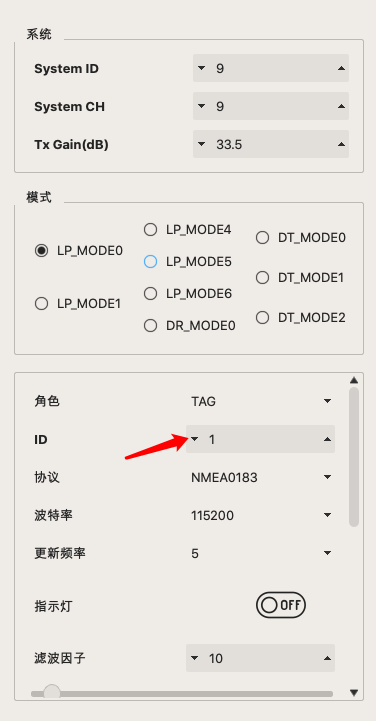 系统
System ID 9
System CH 9
Tx Gain(dB) 33.5
模式
LP_MODE0
LP_MODE1
LP_MODE4
LP_MODE5
LP_MODE6
DR_MODE0
DT_MODE0
DT_MODE1
DT_MODE2
角色 TAG
ID 1
协议 NMEA0183
波特率 115200
更新频率 5
指示灯 OFF
滤波因子 10